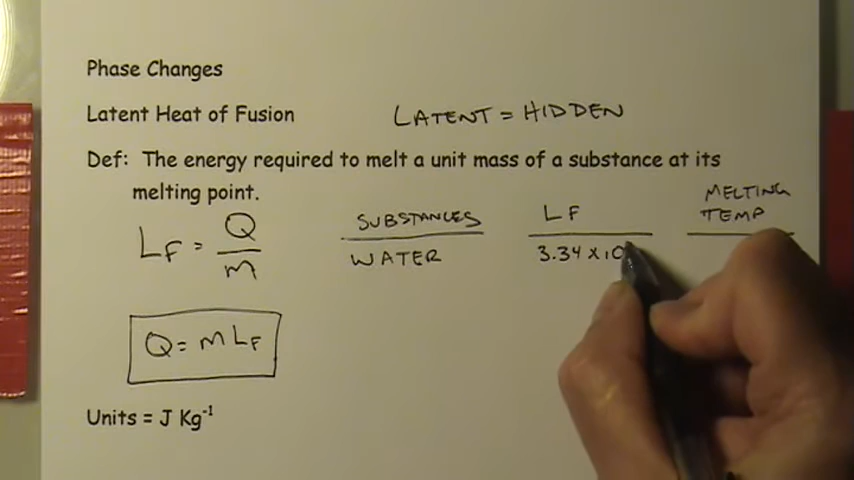 Phase Changes
Latent Heat of Fusion LATENT = HIDDEN
Def: The energy required to melt a unit mass of a substance at its
melting point.
LF = Q/m
SUBSTANCES LF MELTING TEMP
WATER 3.34 x 10
Q = mLF
Units = J Kg⁻¹